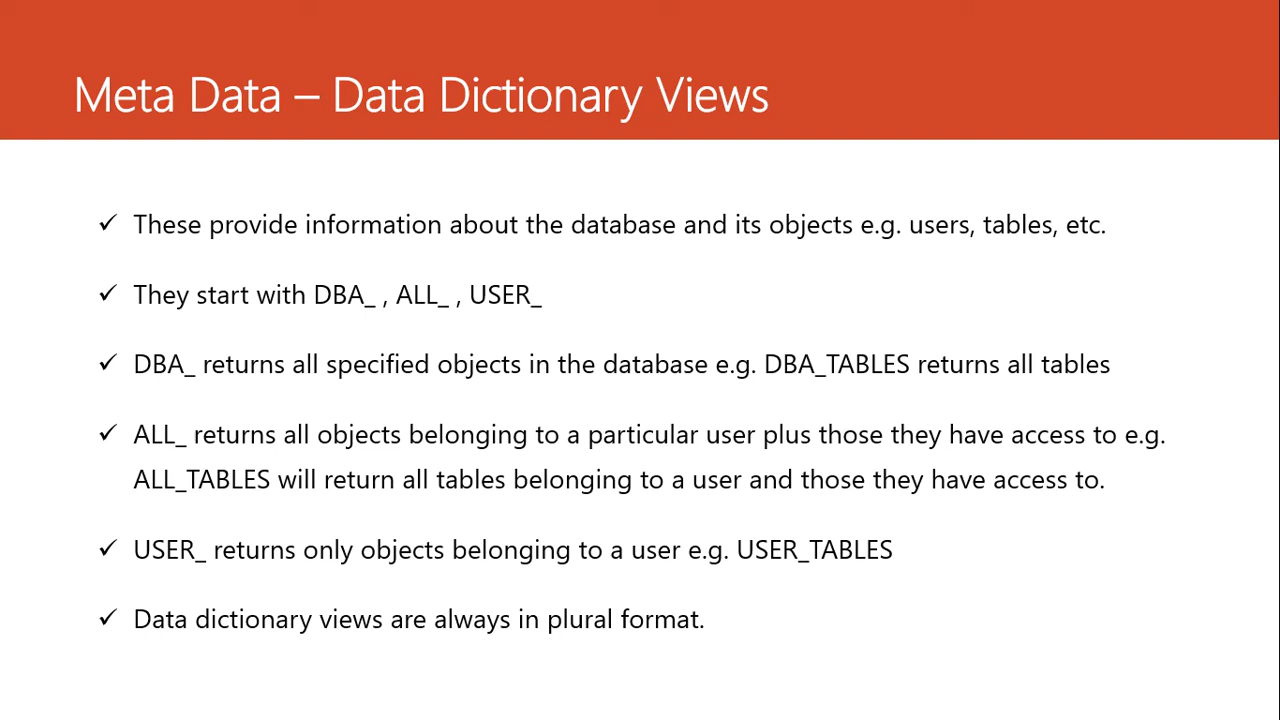 Meta Data – Data Dictionary Views
✓ These provide information about the database and its objects e.g. users, tables, etc.
✓ They start with DBA_ , ALL_ , USER_
✓ DBA_ returns all specified objects in the database e.g. DBA_TABLES returns all tables
✓ ALL_ returns all objects belonging to a particular user plus those they have access to e.g.
ALL_TABLES will return all tables belonging to a user and those they have access to.
✓ USER_ returns only objects belonging to a user e.g. USER_TABLES
✓ Data dictionary views are always in plural format.